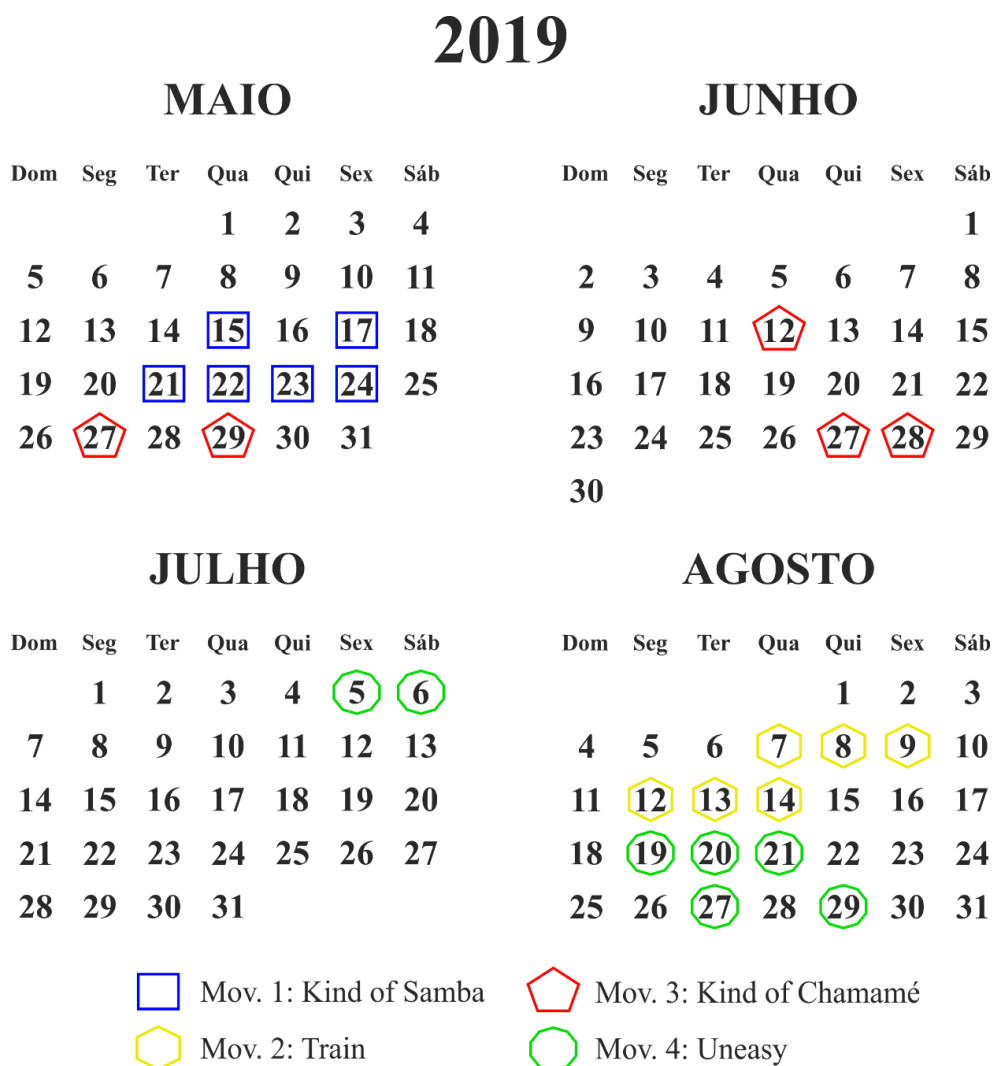 2019
MAIO
Dom Seg Ter Qua Qui Sex Sáb
1 2 3 4
5 6 7 8 9 10 11
12 13 14 15 16 17 18
19 20 21 22 23 24 25
26 27 28 29 30 31
JUNHO
Dom Seg Ter Qua Qui Sex Sáb
1
2 3 4 5 6 7 8
9 10 11 12 13 14 15
16 17 18 19 20 21 22
23 24 25 26 27 28 29
30
JULHO
Dom Seg Ter Qua Qui Sex Sáb
1 2 3 4 5 6
7 8 9 10 11 12 13
14 15 16 17 18 19 20
21 22 23 24 25 26 27
28 29 30 31
AGOSTO
Dom Seg Ter Qua Qui Sex Sáb
1 2 3
4 5 6 7 8 9 10
11 12 13 14 15 16 17
18 19 20 21 22 23 24
25 26 27 28 29 30 31
Mov. 1: Kind of Samba
Mov. 3: Kind of Chamamé
Mov. 2: Train
Mov. 4: Uneasy